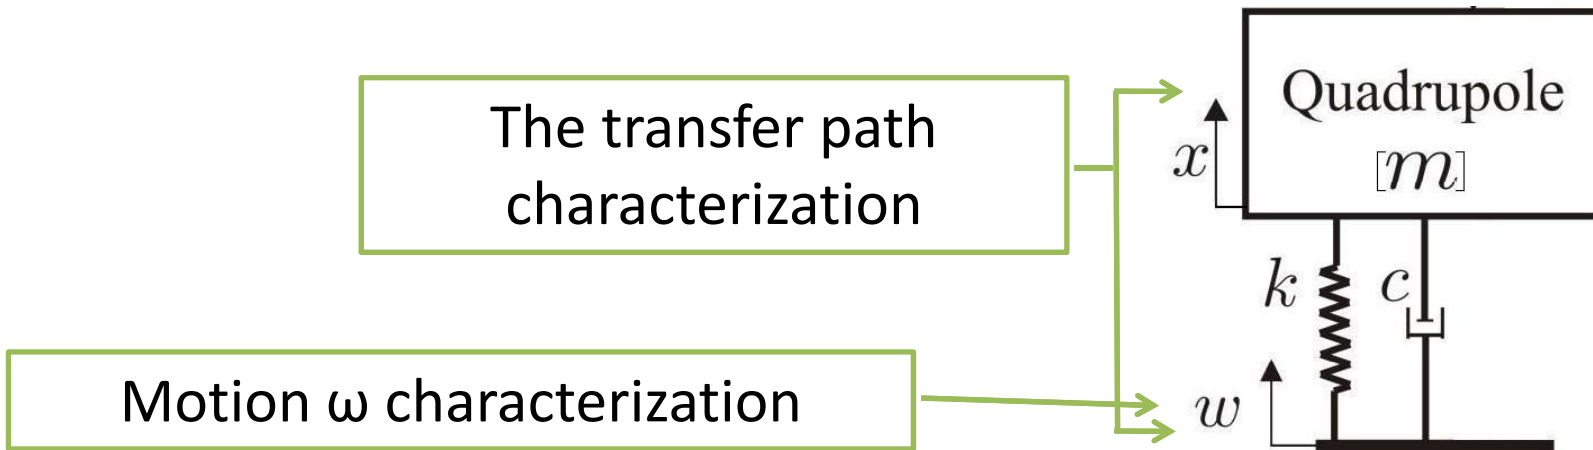 The transfer path
characterization
Quadrupole
[m]
x
k
c
Motion ω characterization
w